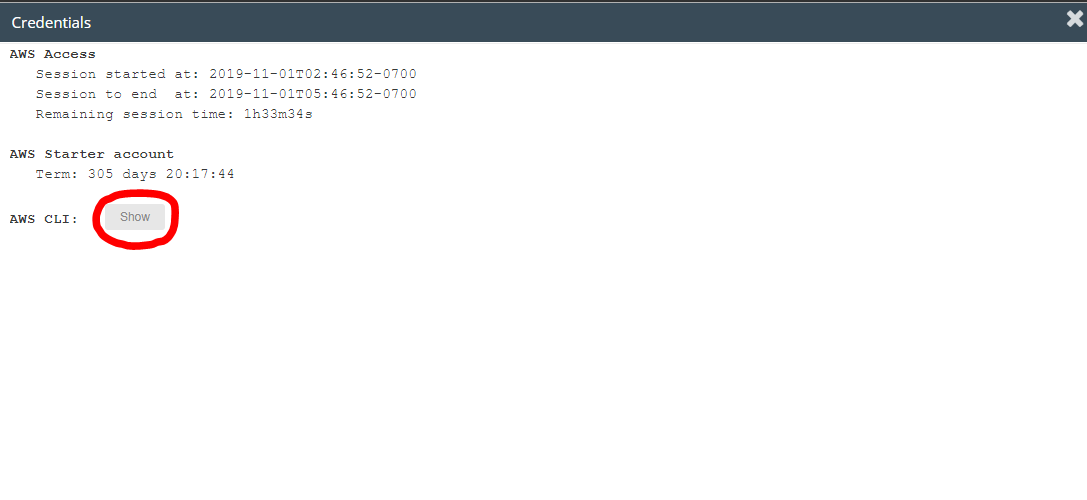 Credentials
AWS Access
Session started at: 2019-11-01T02:46:52-0700
Session to end  at: 2019-11-01T05:46:52-0700
Remaining session time: 1h33m34s
AWS Starter account
Term: 305 days 20:17:44
AWS CLI: Show